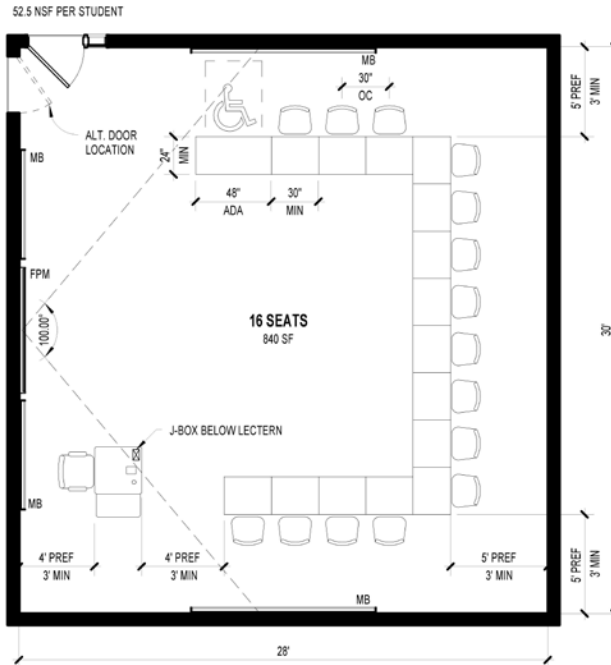 52.5 NSF PER STUDENT
MB
30"
OC
5' PREF
3' MIN
ALT. DOOR
LOCATION
MB
24"
MIN
48"
ADA
30"
MIN
FPM
100.00°
16 SEATS
840 SF
30'
J-BOX BELOW LECTERN
MB
4' PREF
3' MIN
4' PREF
3' MIN
5' PREF
3' MIN
5' PREF
3' MIN
MB
28'